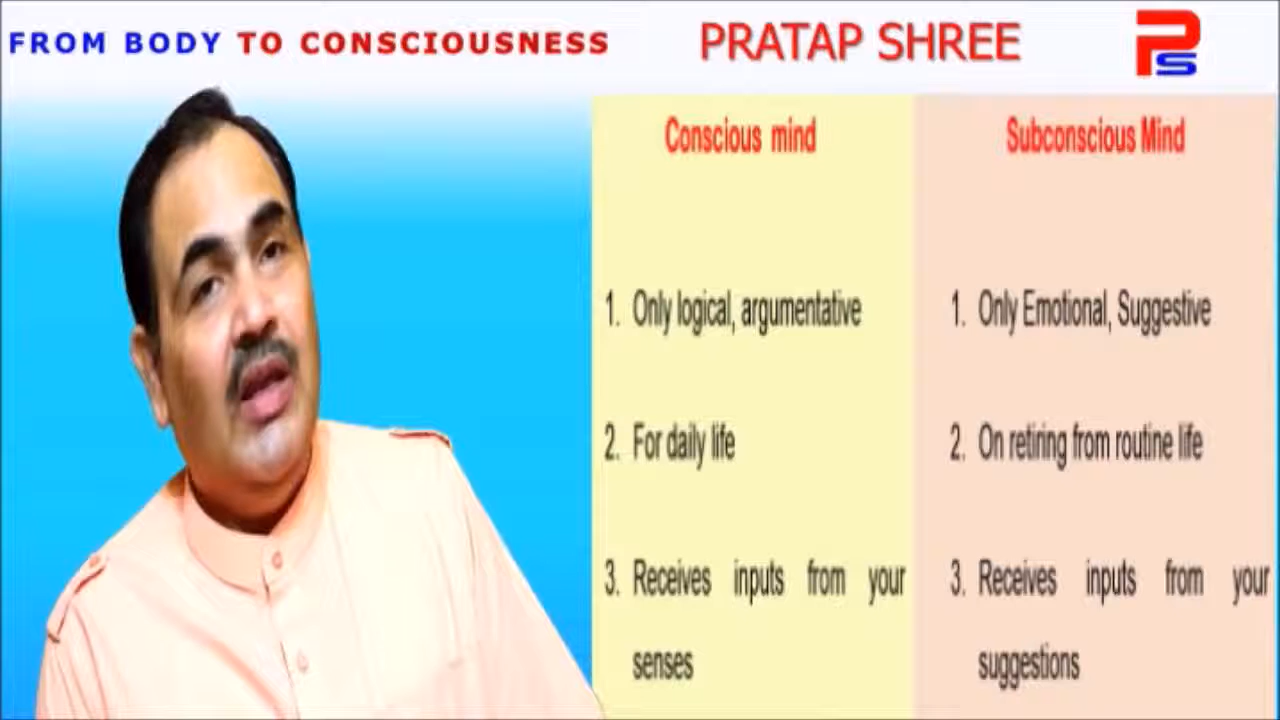 FROM BODY TO CONSCIOUSNESS
PRATAP SHREE
Ps
Conscious mind
1. Only logical, argumentative
2. For daily life
3. Receives inputs from your
senses
Subconscious Mind
1. Only Emotional, Suggestive
2. On retiring from routine life
3. Receives inputs from your
suggestions